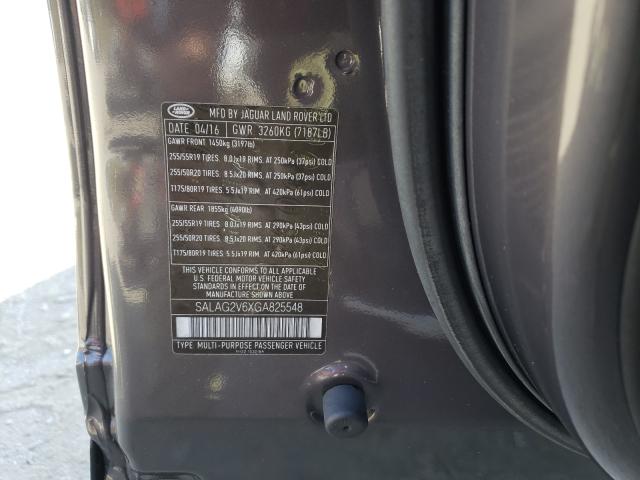 LAND ROVER
MFD BY JAGUAR LAND ROVER LTD
DATE 04/16 GWR 3260KG (7187LB)
GAWR FRONT 1450kg (3197lb)
255/55R19 TIRES 8.0Jx19 RIMS AT 250kPa (37psi) COLD
255/50R20 TIRES 8.5Jx20 RIMS AT 250kPa (37psi) COLD
T175/80R19 TIRES 5.5Jx19 RIM AT 420kPa (61psi) COLD
GAWR REAR 1855kg (4090lb)
255/55R19 TIRES 8.0Jx19 RIMS AT 290kPa (43psi) COLD
255/50R20 TIRES 8.5Jx20 RIMS AT 290kPa (43psi) COLD
T175/80R19 TIRES 5.5Jx19 RIM AT 420kPa (61psi) COLD
THIS VEHICLE CONFORMS TO ALL APPLICABLE
U.S. FEDERAL MOTOR VEHICLE SAFETY
STANDARDS IN EFFECT ON THE DATE OF
MANUFACTURE SHOWN ABOVE
SALAG2V6XGA825548
TYPE: MULTI-PURPOSE PASSENGER VEHICLE